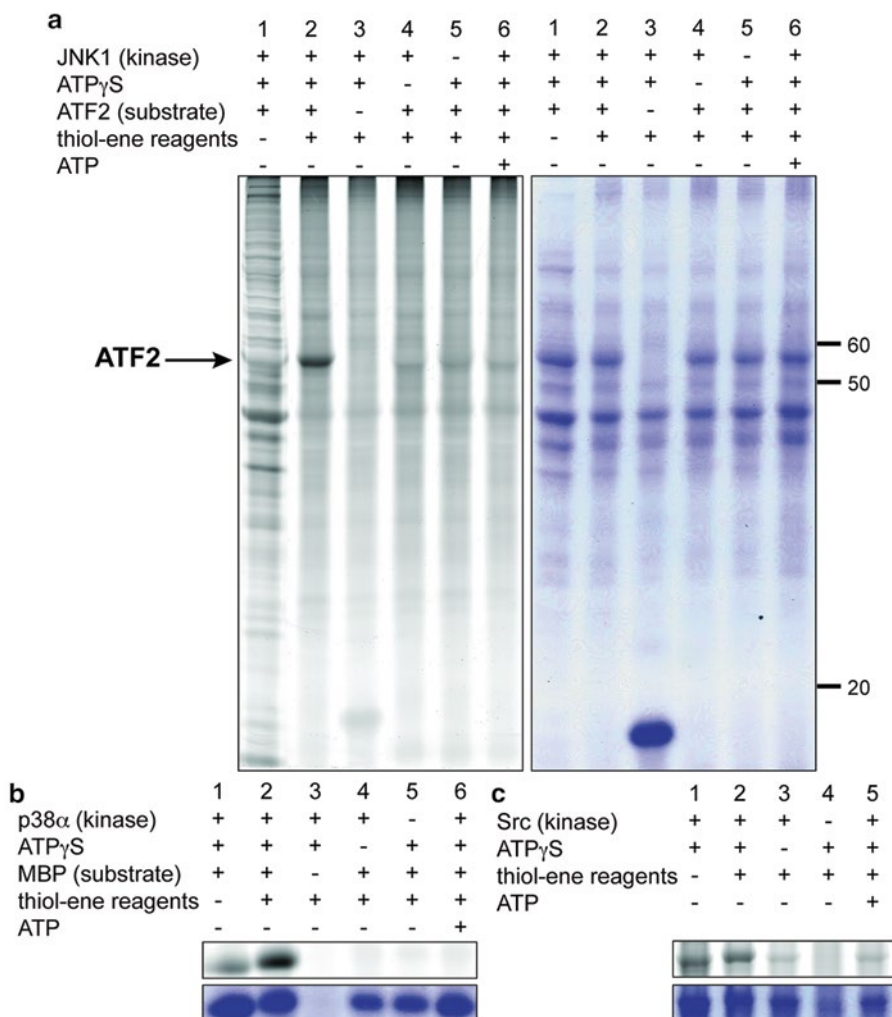 a
1 2 3 4 5 6 1 2 3 4 5 6
JNK1 (kinase) + + + + - + + + + + - +
ATPγS + + + - + + + + + - + +
ATF2 (substrate) + + - + + + + + - + + +
thiol-ene reagents - + + + + + - + + + + +
ATP - - - - - + - - - - - +
ATF2
60
50
20
b
1 2 3 4 5 6
p38α (kinase) + + + + - +
ATPγS + + + - + +
MBP (substrate) + + - + + +
thiol-ene reagents - + + + + +
ATP - - - - - +
c
1 2 3 4 5
Src (kinase) + + + - +
ATPγS + + - + +
thiol-ene reagents - + + + +
ATP - - - - +